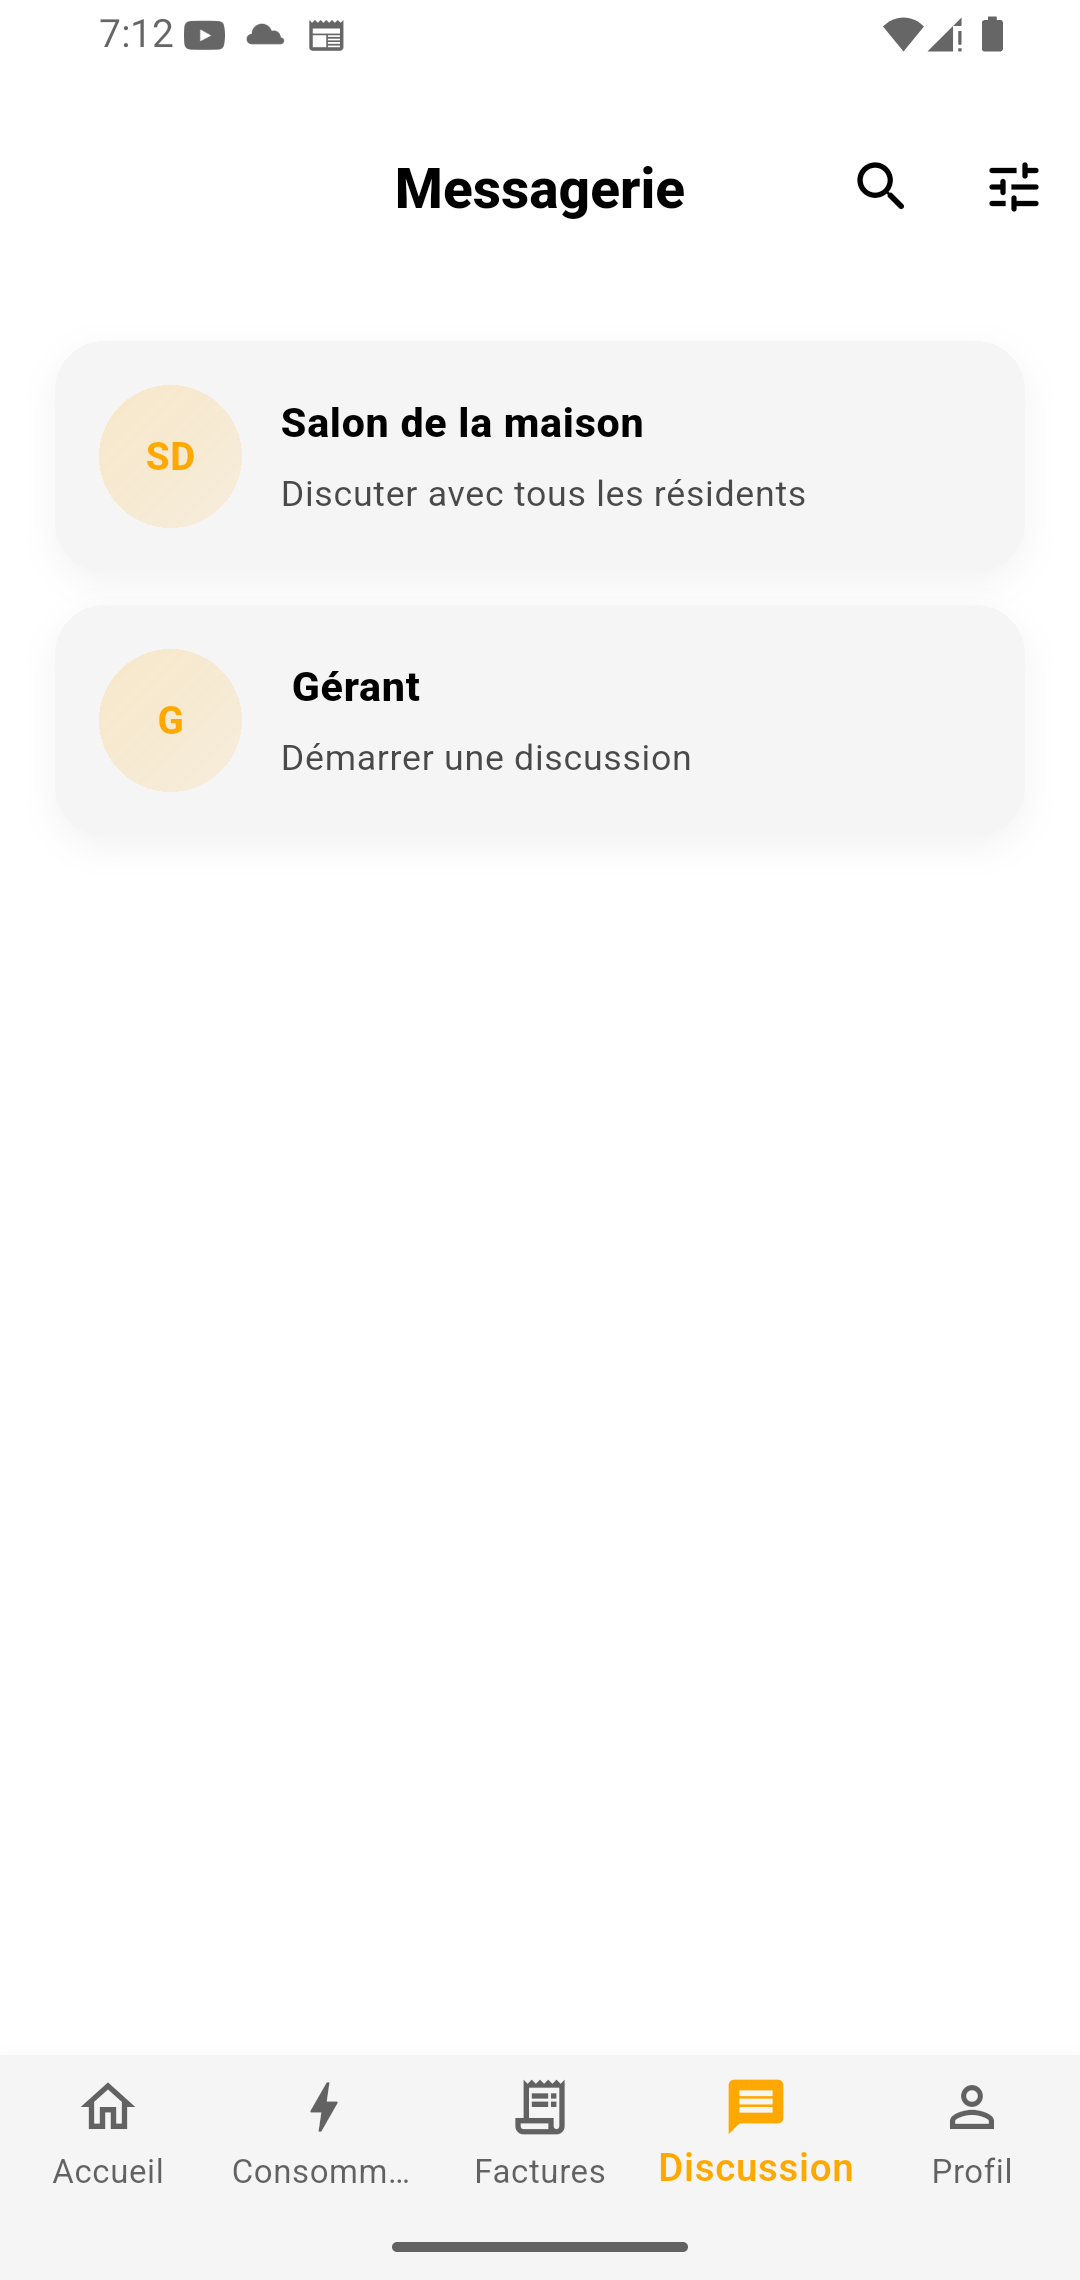 7:12
Messagerie
SD
Salon de la maison
Discuter avec tous les résidents
G
Gérant
Démarrer une discussion
Accueil
Consomm…
Factures
Discussion
Profil